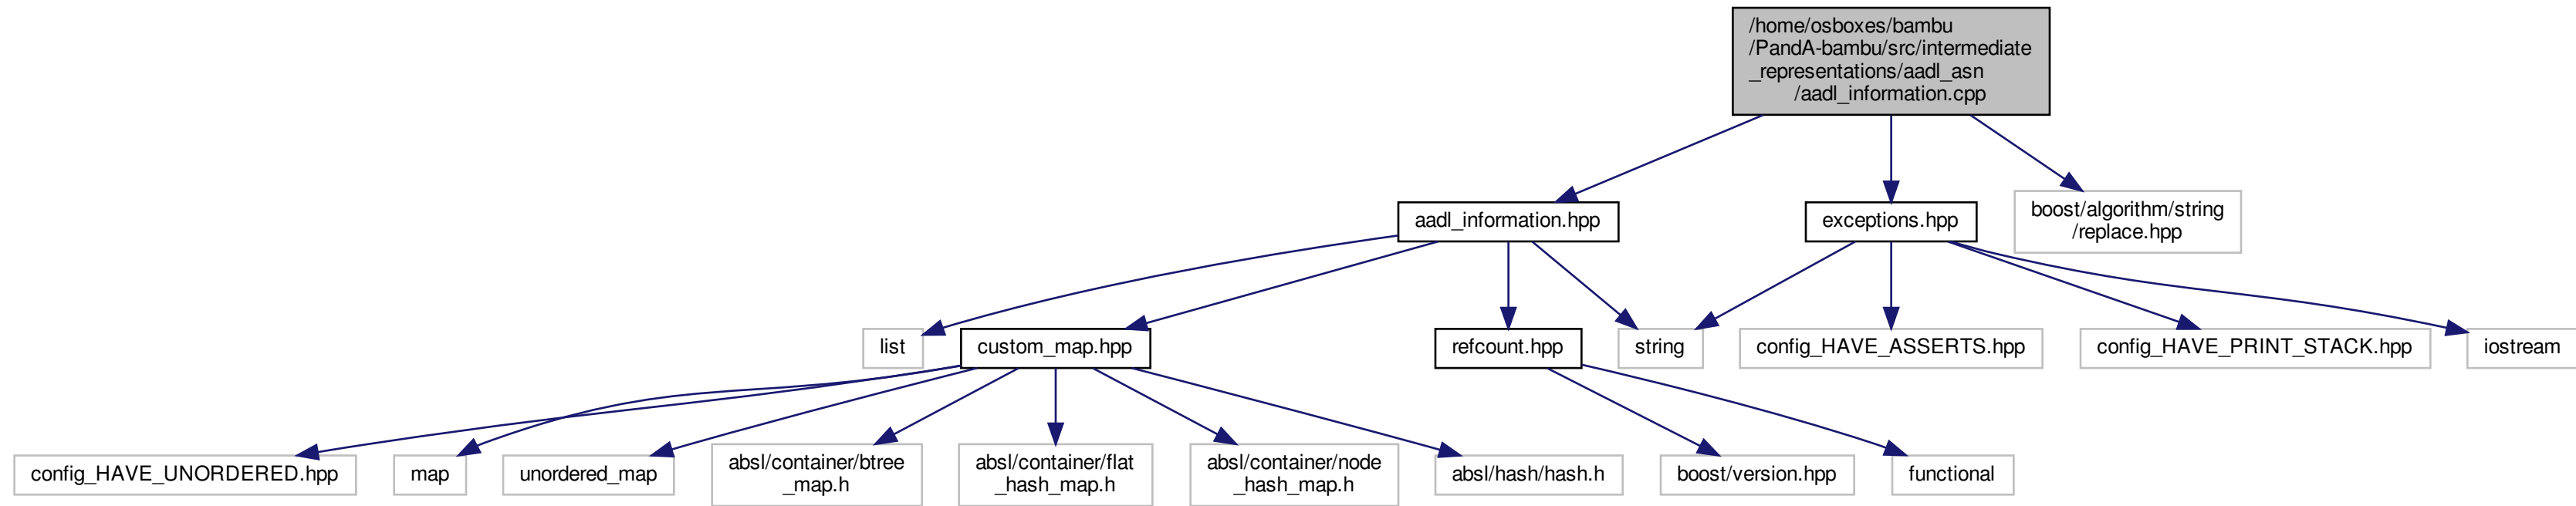 /home/osboxes/bambu
/PandA-bambu/src/intermediate
_representations/aadl_asn
/aadl_information.cpp
aadl_information.hpp
exceptions.hpp
boost/algorithm/string
/replace.hpp
list
custom_map.hpp
refcount.hpp
string
config_HAVE_ASSERTS.hpp
config_HAVE_PRINT_STACK.hpp
iostream
config_HAVE_UNORDERED.hpp
map
unordered_map
absl/container/btree
_map.h
absl/container/flat
_hash_map.h
absl/container/node
_hash_map.h
absl/hash/hash.h
boost/version.hpp
functional